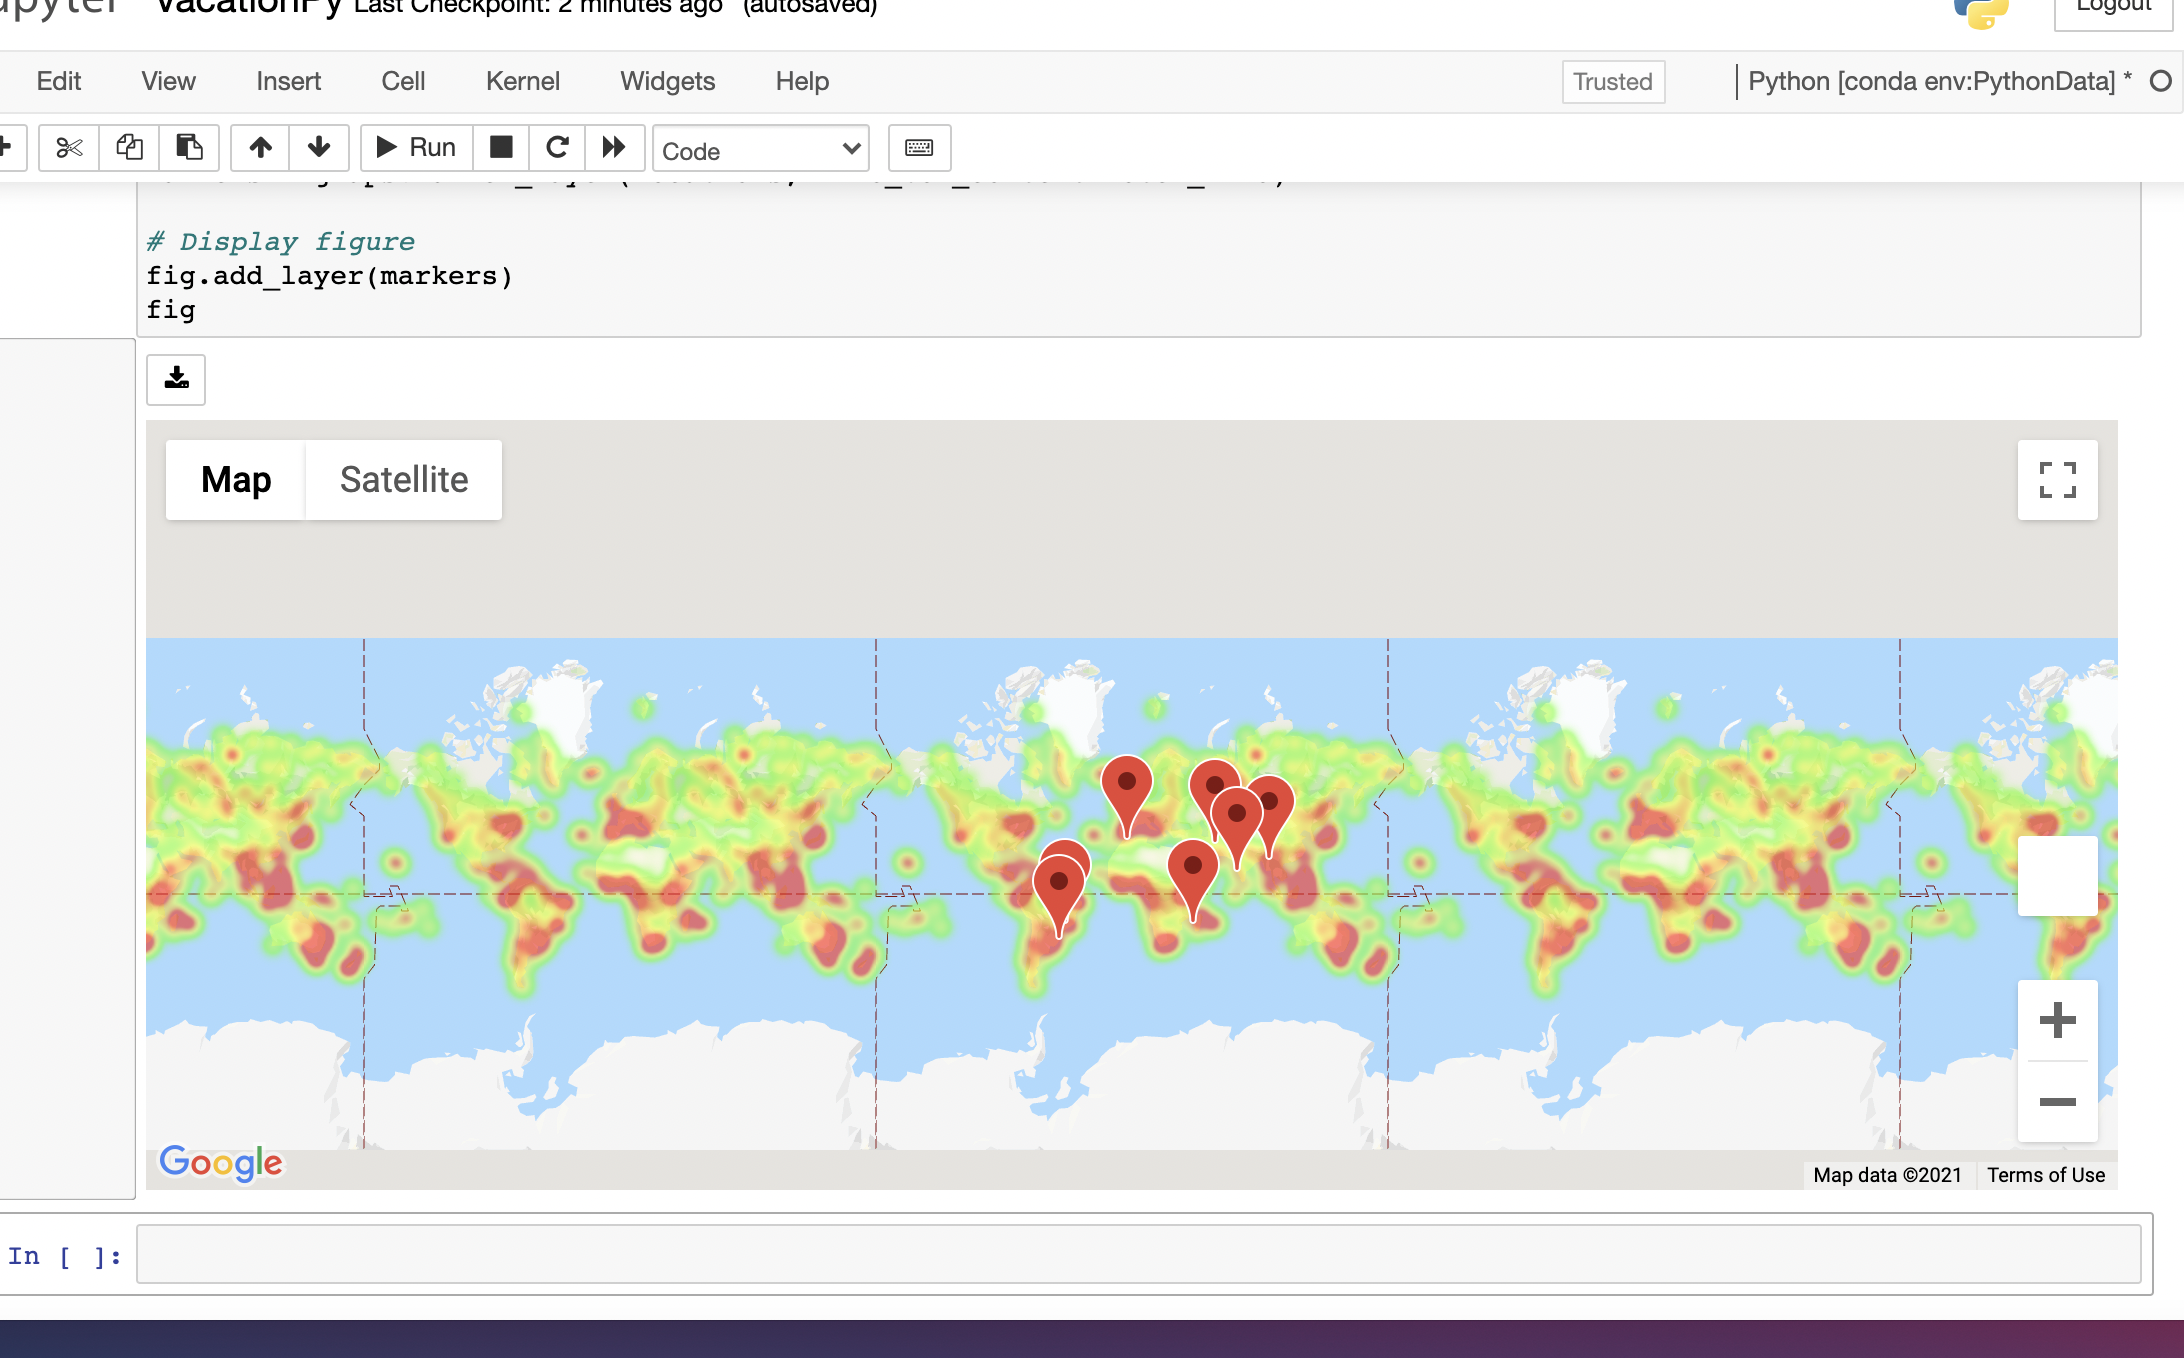 VacationPy Last Checkpoint: 2 minutes ago (autosaved)
Logout
Edit View Insert Cell Kernel Widgets Help Trusted Python [conda env:PythonData] *
Run Code
# Display figure
fig.add_layer(markers)
fig
Map Satellite
Google
Map data ©2021 Terms of Use
In [ ]: